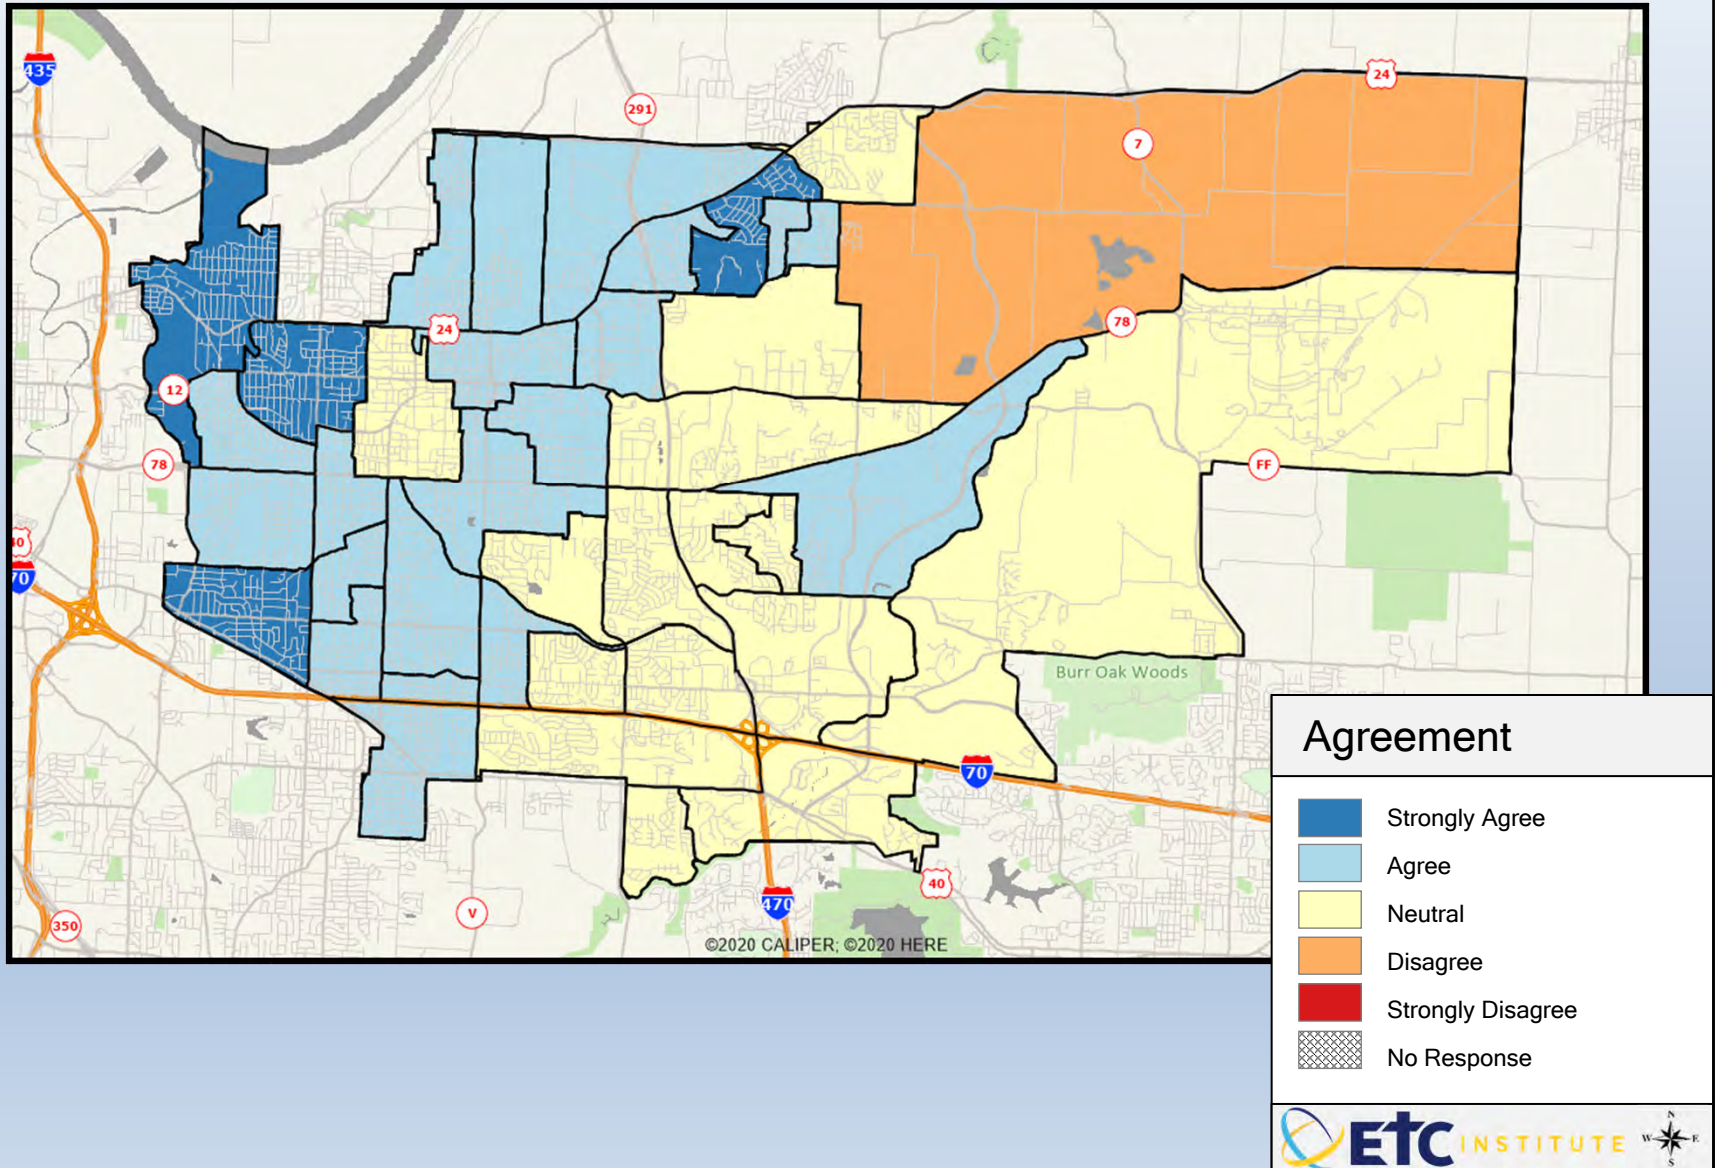 435
291
24
7
24
78
12
78
FF
40
70
Burr Oak Woods
70
40
V
470
350
©2020 CALIPER; ©2020 HERE
Agreement
Strongly Agree
Agree
Neutral
Disagree
Strongly Disagree
No Response
ETC INSTITUTE
N
W E
S